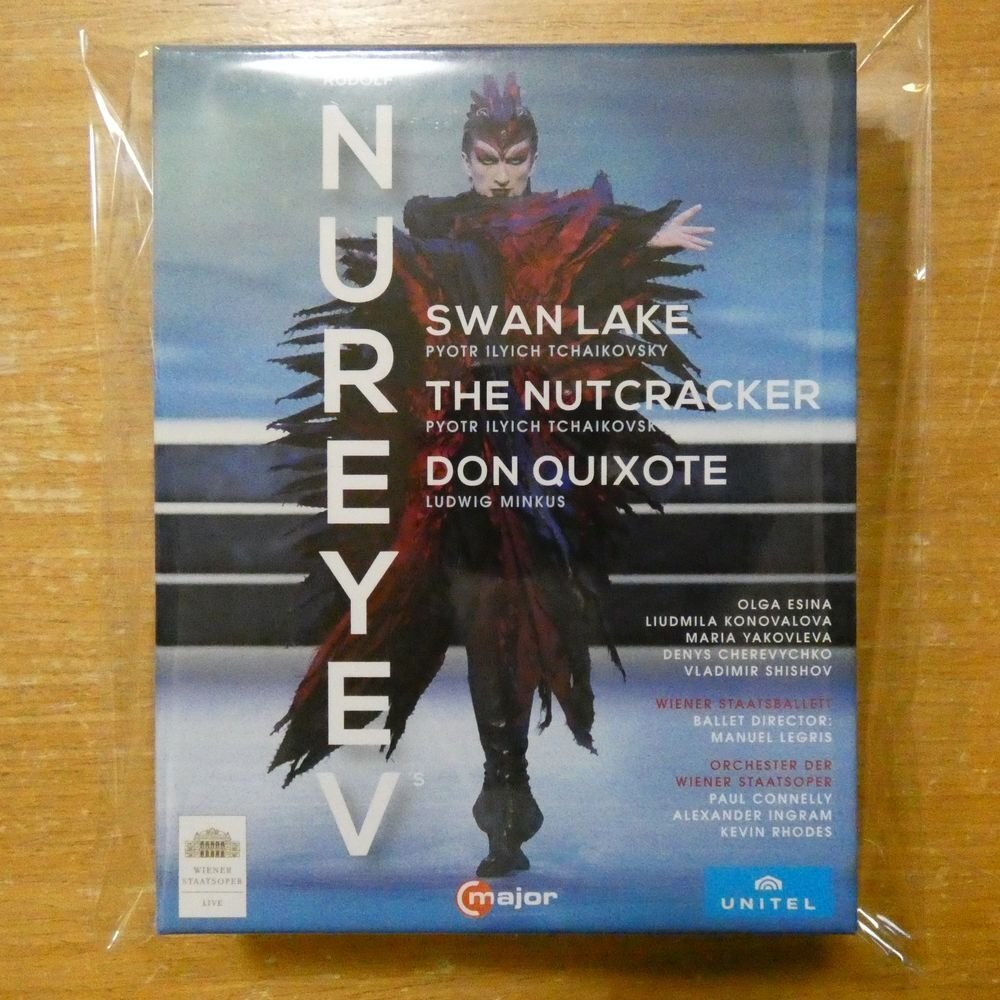 RUDOLF
NUREYEV'S
SWAN LAKE
PYOTR ILYICH TCHAIKOVSKY
THE NUTCRACKER
PYOTR ILYICH TCHAIKOVSK
DON QUIXOTE
LUDWIG MINKUS
OLGA ESINA
LIUDMILA KONOVALOVA
MARIA YAKOVLEVA
DENYS CHEREVYCHKO
VLADIMIR SHISHOV
WIENER STAATSBALLETT
BALLET DIRECTOR:
MANUEL LEGRIS
ORCHESTER DER
WIENER STAATSOPER
PAUL CONNELLY
ALEXANDER INGRAM
KEVIN RHODES
WIENER
STAATSOPER
LIVE
C major
UNITEL